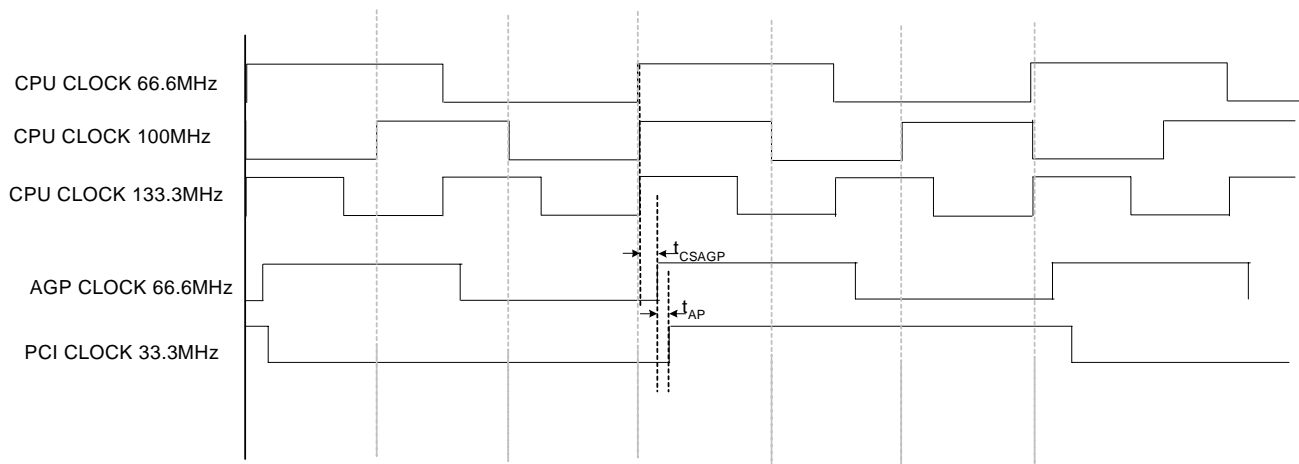 CPU CLOCK 66.6MHz
CPU CLOCK 100MHz
CPU CLOCK 133.3MHz
tCSAGP
AGP CLOCK 66.6MHz
tAP
PCI CLOCK 33.3MHz